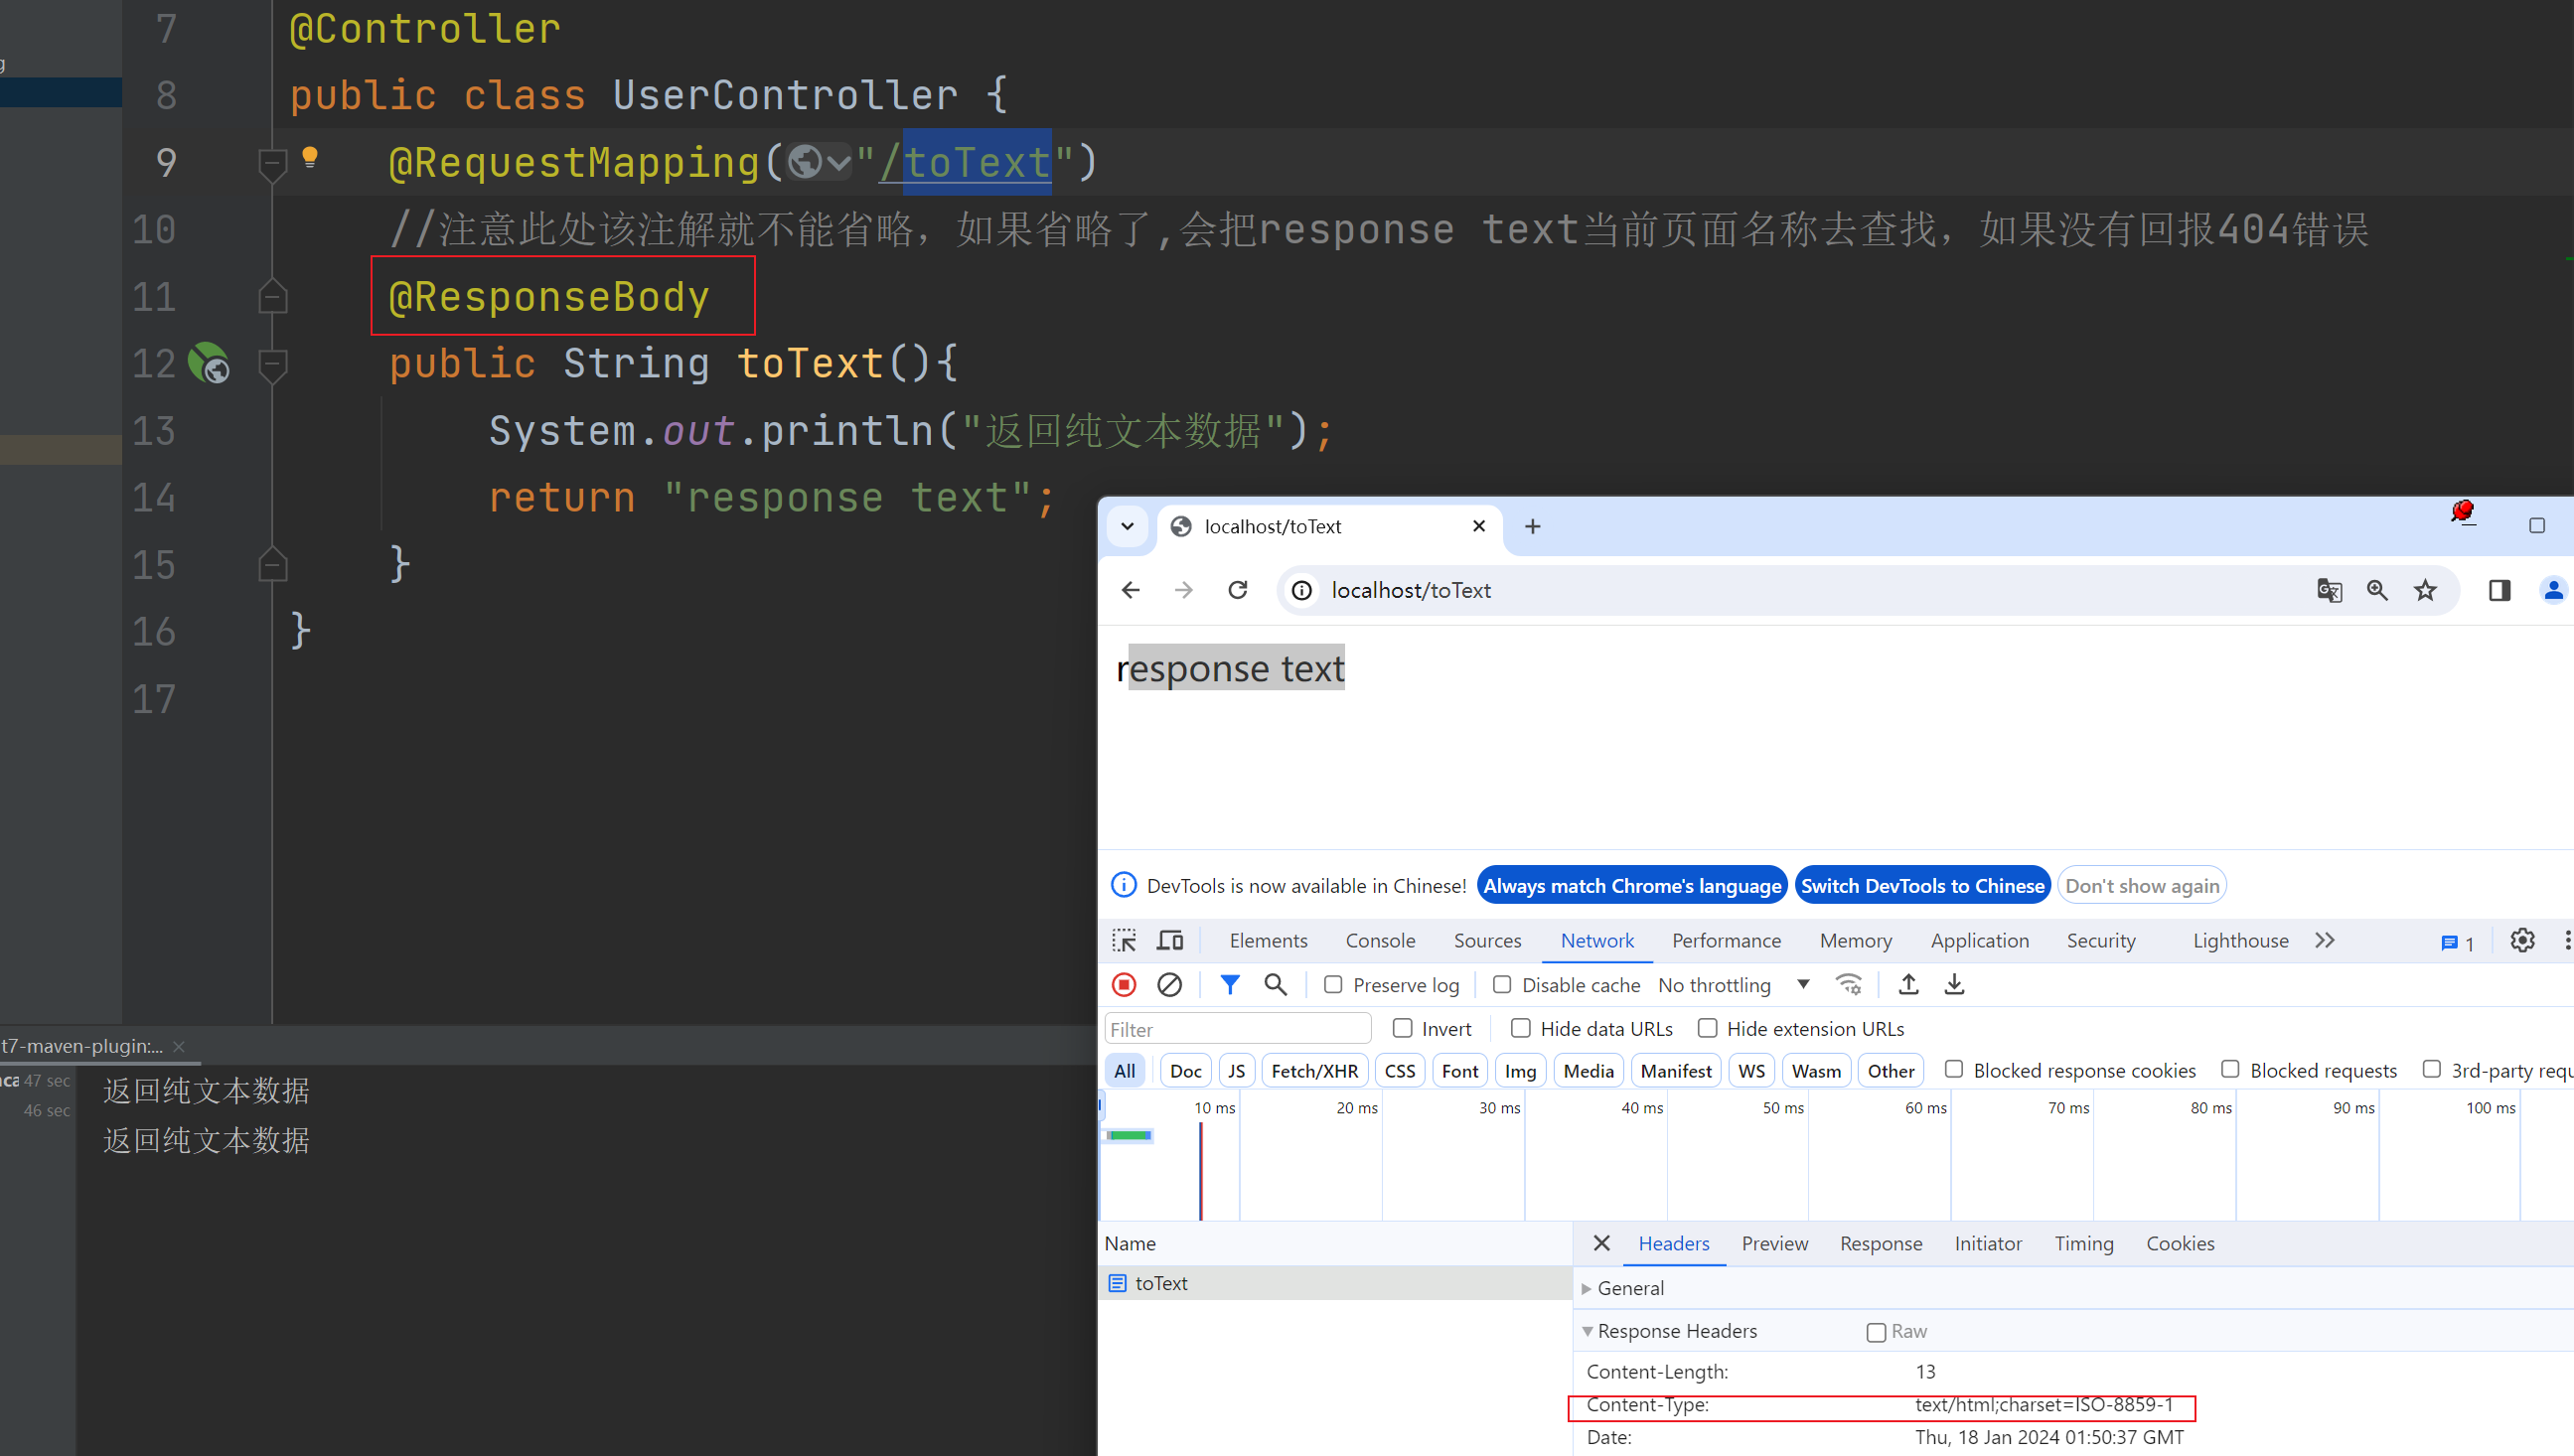 7 @Controller
g
8 public class UserController {
9 @RequestMapping("/toText")
10 //注意此处该注解就不能省略，如果省略了,会把response text当前页面名称去查找，如果没有回报404错误
11 @ResponseBody
12 public String toText(){
13 System.out.println("返回纯文本数据");
14 return "response text";
15 }
16 }
17
localhost/toText
localhost/toText
response text
DevTools is now available in Chinese! Always match Chrome's language Switch DevTools to Chinese Don't show again
Elements Console Sources Network Performance Memory Application Security Lighthouse 1
Preserve log Disable cache No throttling
Filter Invert Hide data URLs Hide extension URLs
All Doc JS Fetch/XHR CSS Font Img Media Manifest WS Wasm Other Blocked response cookies Blocked requests 3rd-party requ
10 ms 20 ms 30 ms 40 ms 50 ms 60 ms 70 ms 80 ms 90 ms 100 ms
Name
toText
Headers Preview Response Initiator Timing Cookies
General
Response Headers Raw
Content-Length: 13
Content-Type: text/html;charset=ISO-8859-1
Date: Thu, 18 Jan 2024 01:50:37 GMT
t7-maven-plugin:...
ca 47 sec 返回纯文本数据
46 sec
返回纯文本数据